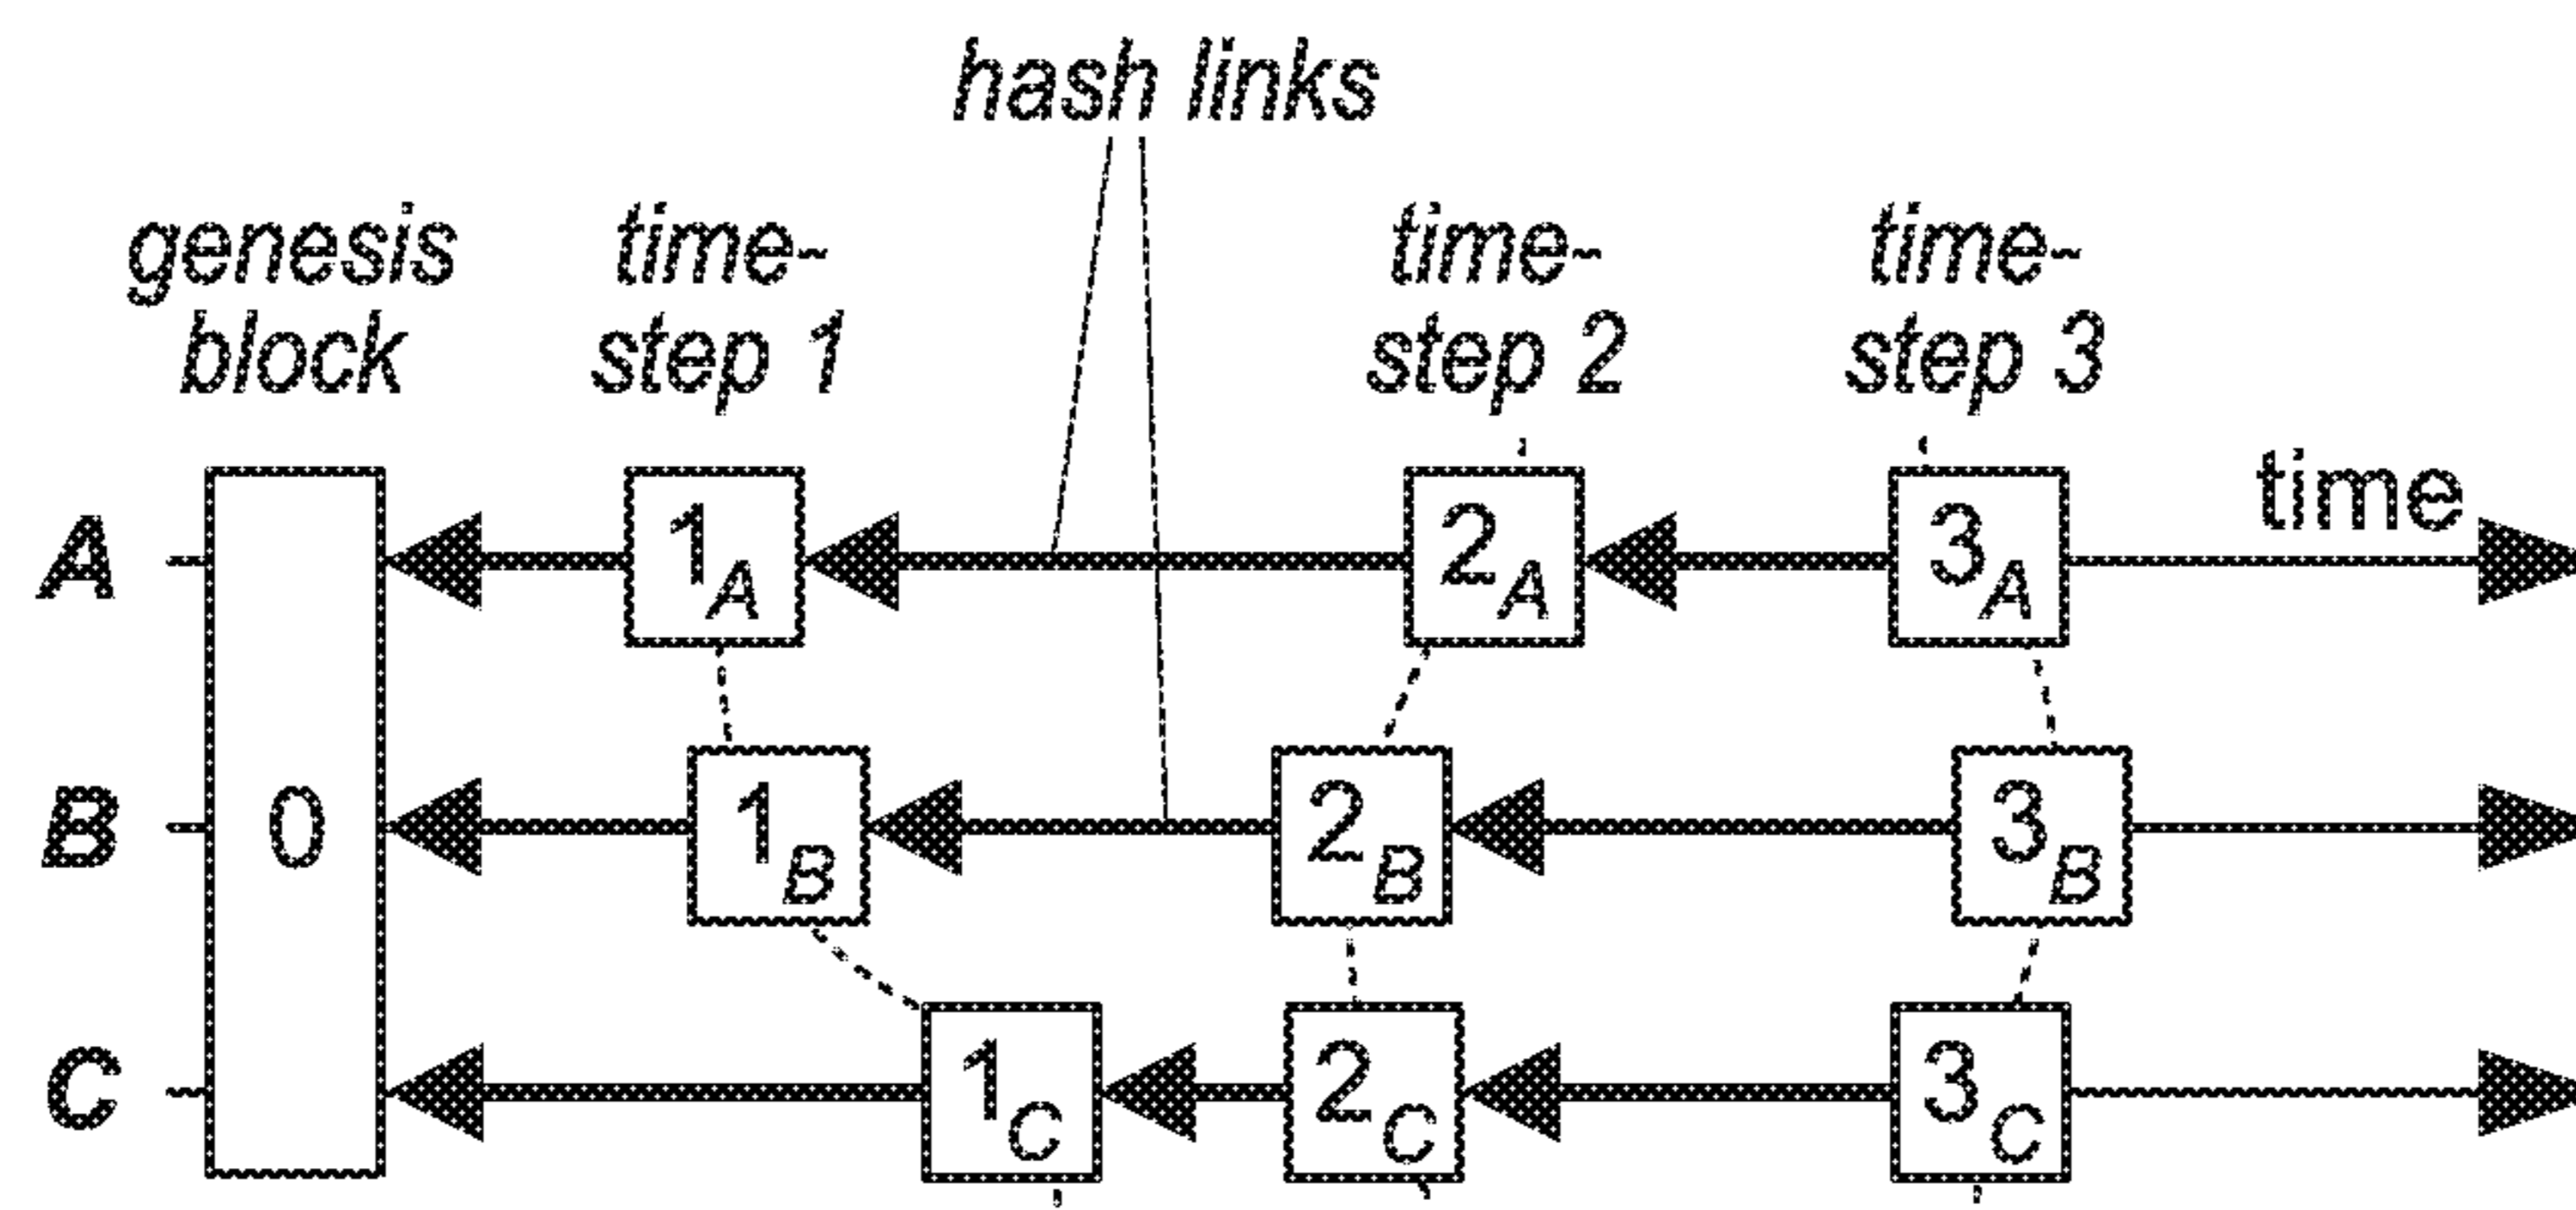 hash links
genesis
block
time-
step 1
time-
step 2
time-
step 3
time
A
1A
2A
3A
B
0
1B
2B
3B
C
1C
2C
3C